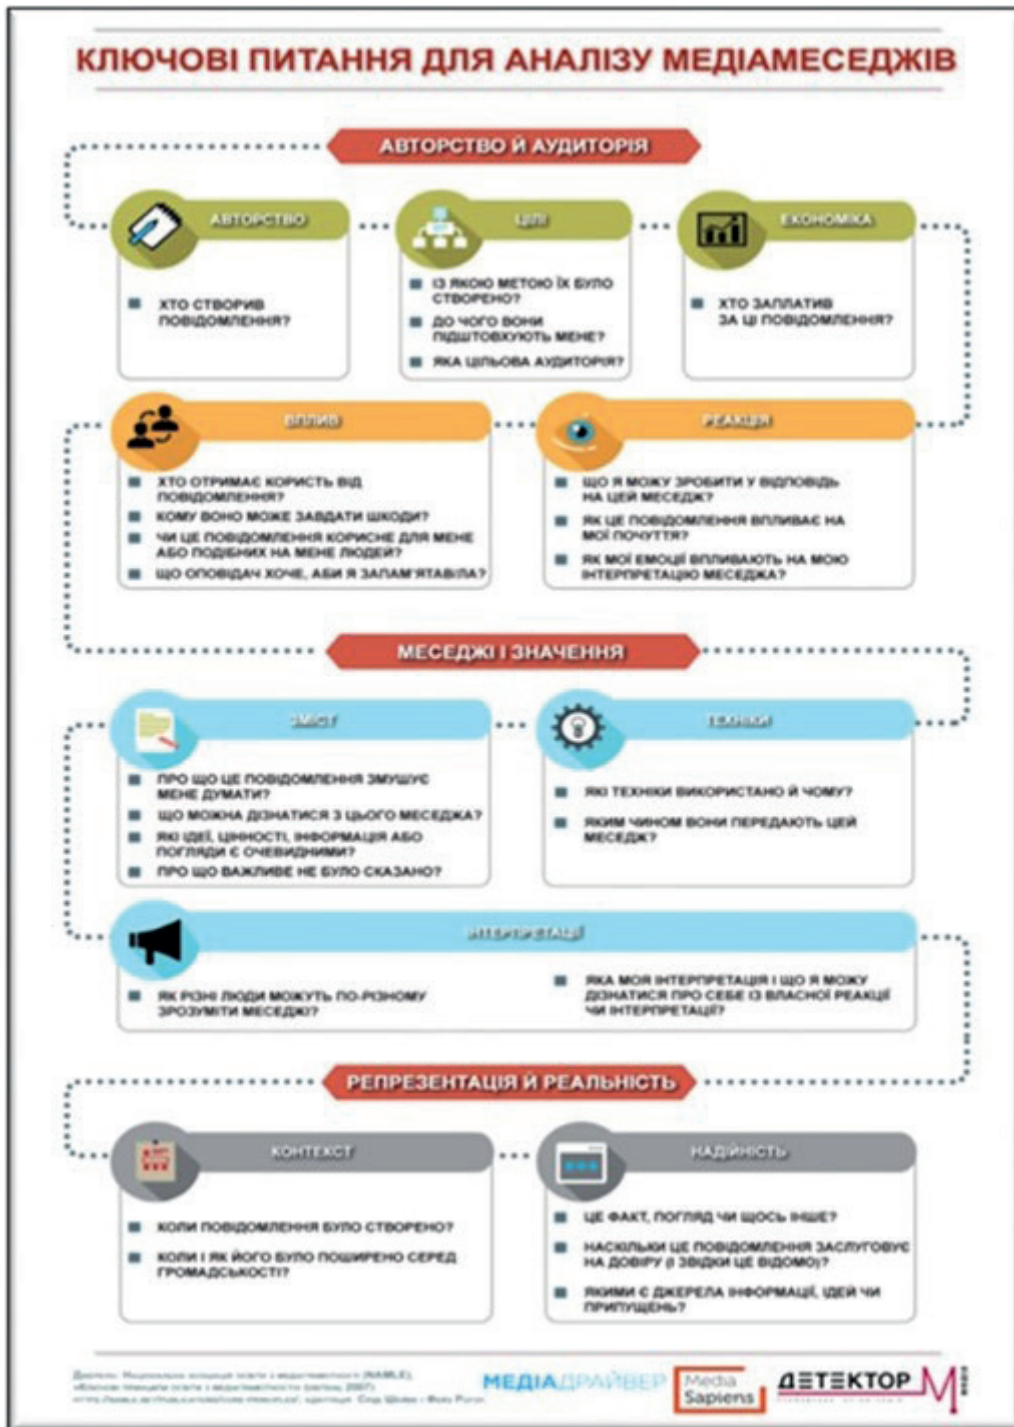 КЛЮЧОВІ ПИТАННЯ ДЛЯ АНАЛІЗУ МЕДІАМЕСЕДЖІВ
АВТОРСТВО Й АУДИТОРІЯ
АВТОРСТВО
ХТО СТВОРИВ
ПОВІДОМЛЕННЯ?
ЦІЛІ
ІЗ ЯКОЮ МЕТОЮ ЇХ БУЛО
СТВОРЕНО?
ДО ЧОГО ВОНИ
ПІДШТОВХУЮТЬ МЕНЕ?
ЯКА ЦІЛЬОВА АУДИТОРІЯ?
ЕКОНОМІКА
ХТО ЗАПЛАТИВ
ЗА ЦІ ПОВІДОМЛЕННЯ?
ВПЛИВ
ХТО ОТРИМАЄ КОРИСТЬ ВІД
ПОВІДОМЛЕННЯ?
КОМУ ВОНО МОЖЕ ЗАВДАТИ ШКОДИ?
ЧИ ЦЕ ПОВІДОМЛЕННЯ КОРИСНЕ ДЛЯ МЕНЕ
АБО ПОДІБНИХ НА МЕНЕ ЛЮДЕЙ?
ЩО ОПОВІДАЧ ХОЧЕ, АБИ Я ЗАПАМ'ЯТАВ/ЛА?
РЕАКЦІЯ
ЩО Я МОЖУ ЗРОБИТИ У ВІДПОВІДЬ
НА ЦЕЙ МЕСЕДЖ?
ЯК ЦЕ ПОВІДОМЛЕННЯ ВПЛИВАЄ НА
МОЇ ПОЧУТТЯ?
ЯК МОЇ ЕМОЦІЇ ВПЛИВАЮТЬ НА МОЮ
ІНТЕРПРЕТАЦІЮ МЕСЕДЖА?
МЕСЕДЖІ І ЗНАЧЕННЯ
ЗМІСТ
ПРО ЩО ЦЕ ПОВІДОМЛЕННЯ ЗМУШУЄ
МЕНЕ ДУМАТИ?
ЩО МОЖНА ДІЗНАТИСЯ З ЦЬОГО МЕСЕДЖА?
ЯКІ ІДЕЇ, ЦІННОСТІ, ІНФОРМАЦІЯ АБО
ПОГЛЯДИ Є ОЧЕВИДНИМИ?
ПРО ЩО ВАЖЛИВЕ НЕ БУЛО СКАЗАНО?
ТЕХНІКИ
ЯКІ ТЕХНІКИ ВИКОРИСТАНО Й ЧОМУ?
ЯКИМ ЧИНОМ ВОНИ ПЕРЕДАЮТЬ ЦЕЙ
МЕСЕДЖ?
ІНТЕРПРЕТАЦІЇ
ЯК РІЗНІ ЛЮДИ МОЖУТЬ ПО-РІЗНОМУ
ЗРОЗУМІТИ МЕСЕДЖІ?
ЯКА МОЯ ІНТЕРПРЕТАЦІЯ І ЩО Я МОЖУ
ДІЗНАТИСЯ ПРО СЕБЕ ІЗ ВЛАСНОЇ РЕАКЦІЇ
ЧИ ІНТЕРПРЕТАЦІЇ?
РЕПРЕЗЕНТАЦІЯ Й РЕАЛЬНІСТЬ
КОНТЕКСТ
КОЛИ ПОВІДОМЛЕННЯ БУЛО СТВОРЕНО?
КОЛИ І ЯК ЙОГО БУЛО ПОШИРЕНО СЕРЕД
ГРОМАДСЬКОСТІ?
НАДІЙНІСТЬ
ЦЕ ФАКТ, ПОГЛЯД ЧИ ЩОСЬ ІНШЕ?
НАСКІЛЬКИ ЦЕ ПОВІДОМЛЕННЯ ЗАСЛУГОВУЄ
НА ДОВІРУ (І ЗВІДКИ ЦЕ ВІДОМО)?
ЯКИМИ Є ДЖЕРЕЛА ІНФОРМАЦІЇ, ІДЕЙ ЧИ
ПРИПУЩЕНЬ?
МЕДІАДРАЙВЕР
Media
Sapiens
ДЕТЕКТОР
МЕДІА